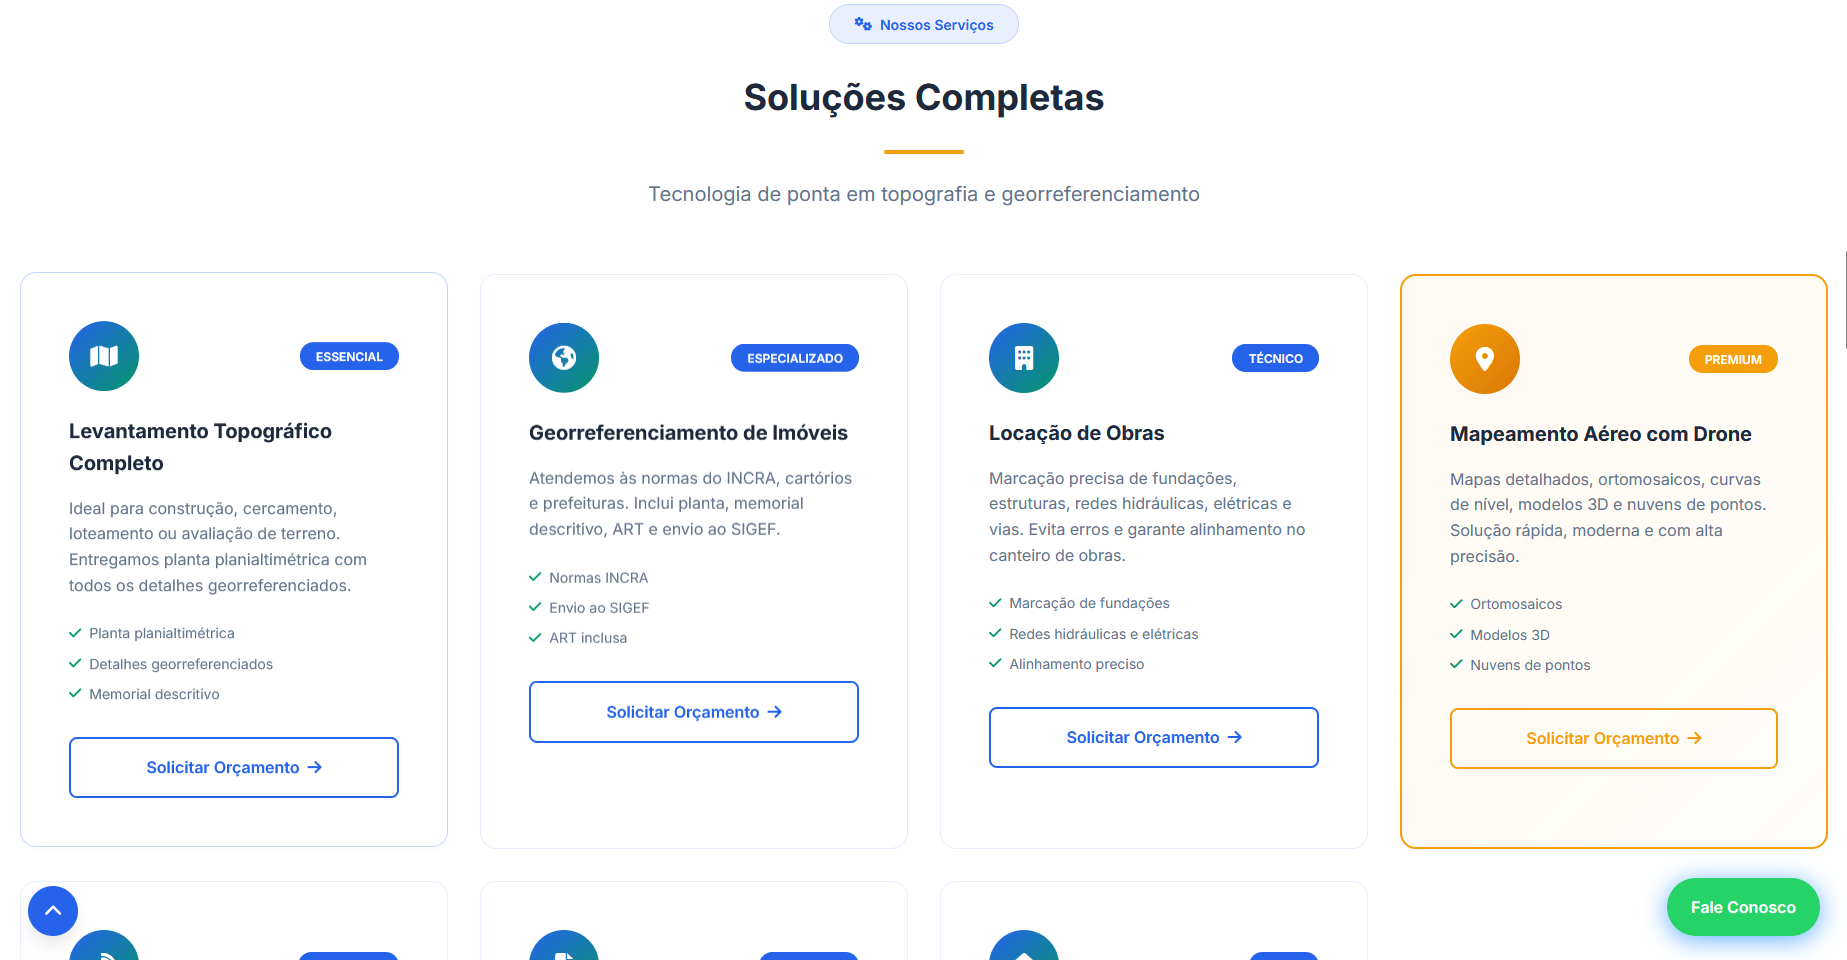 Nossos Serviços
Soluções Completas
Tecnologia de ponta em topografia e georreferenciamento
ESSENCIAL
Levantamento Topográfico
Completo
Ideal para construção, cercamento,
loteamento ou avaliação de terreno.
Entregamos planta planialtimétrica com
todos os detalhes georreferenciados.
Planta planialtimétrica
Detalhes georreferenciados
Memorial descritivo
Solicitar Orçamento
ESPECIALIZADO
Georreferenciamento de Imóveis
Atendemos às normas do INCRA, cartórios
e prefeituras. Inclui planta, memorial
descritivo, ART e envio ao SIGEF.
Normas INCRA
Envio ao SIGEF
ART inclusa
Solicitar Orçamento
TÉCNICO
Locação de Obras
Marcação precisa de fundações,
estruturas, redes hidráulicas, elétricas e
vias. Evita erros e garante alinhamento no
canteiro de obras.
Marcação de fundações
Redes hidráulicas e elétricas
Alinhamento preciso
Solicitar Orçamento
PREMIUM
Mapeamento Aéreo com Drone
Mapas detalhados, ortomosaicos, curvas
de nível, modelos 3D e nuvens de pontos.
Solução rápida, moderna e com alta
precisão.
Ortomosaicos
Modelos 3D
Nuvens de pontos
Solicitar Orçamento
Fale Conosco